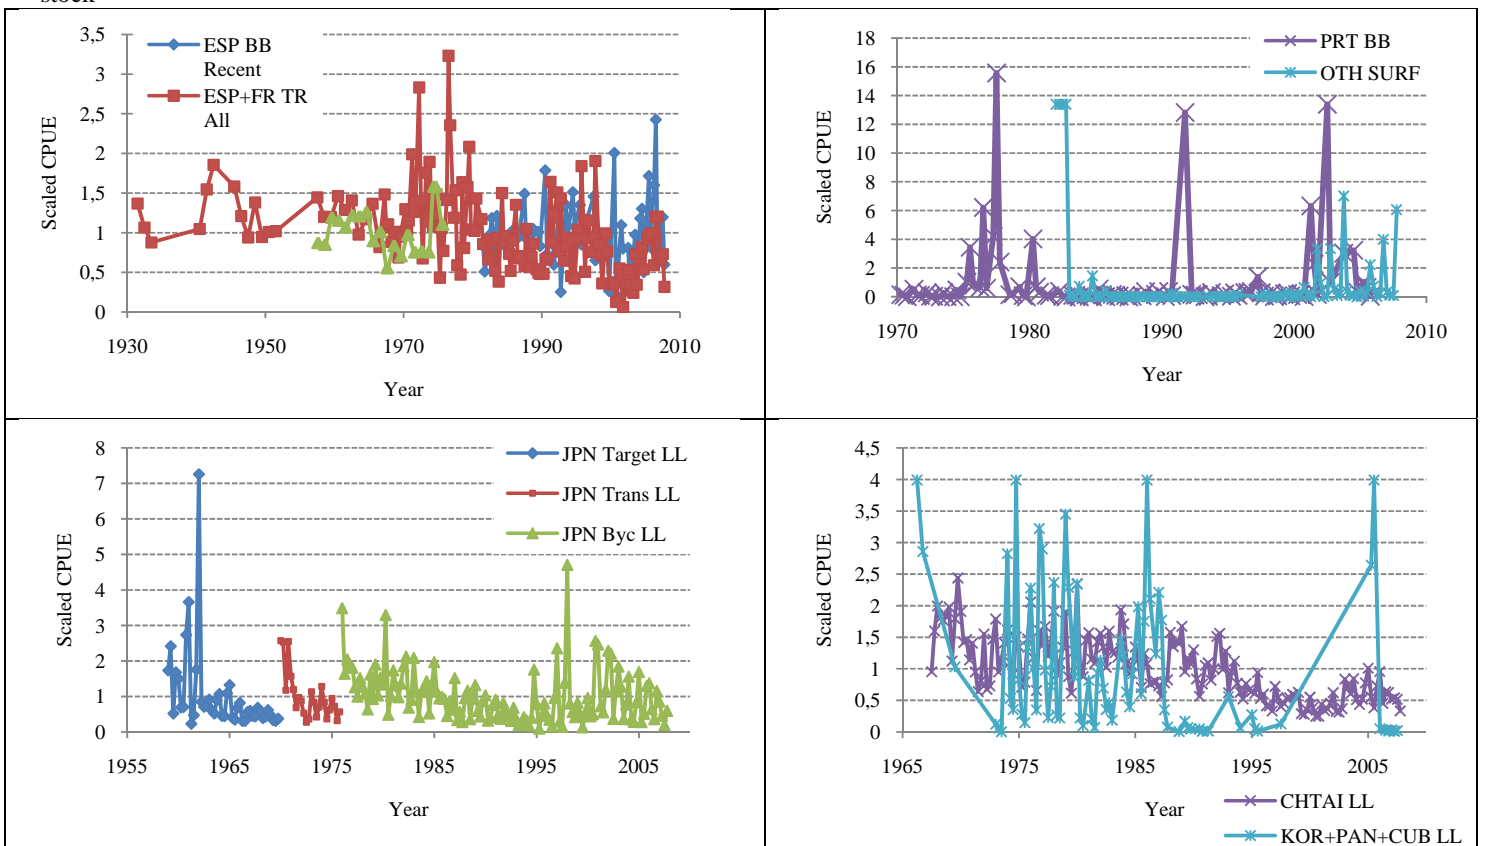 stock
3,5
3
2,5
2
1,5
1
0,5
0
Scaled CPUE
ESP BB
Recent
ESP+FR TR
All
1930 1950 1970 1990 2010
Year
18
16
14
12
10
8
6
4
2
0
Scaled CPUE
PRT BB
OTH SURF
1970 1980 1990 2000 2010
Year
8
7
6
5
4
3
2
1
0
Scaled CPUE
JPN Target LL
JPN Trans LL
JPN Byc LL
1955 1965 1975 1985 1995 2005
Year
4,5
4
3,5
3
2,5
2
1,5
1
0,5
0
Scaled CPUE
1965 1975 1985 1995 2005
Year
CHTAI LL
KOR+PAN+CUB LL